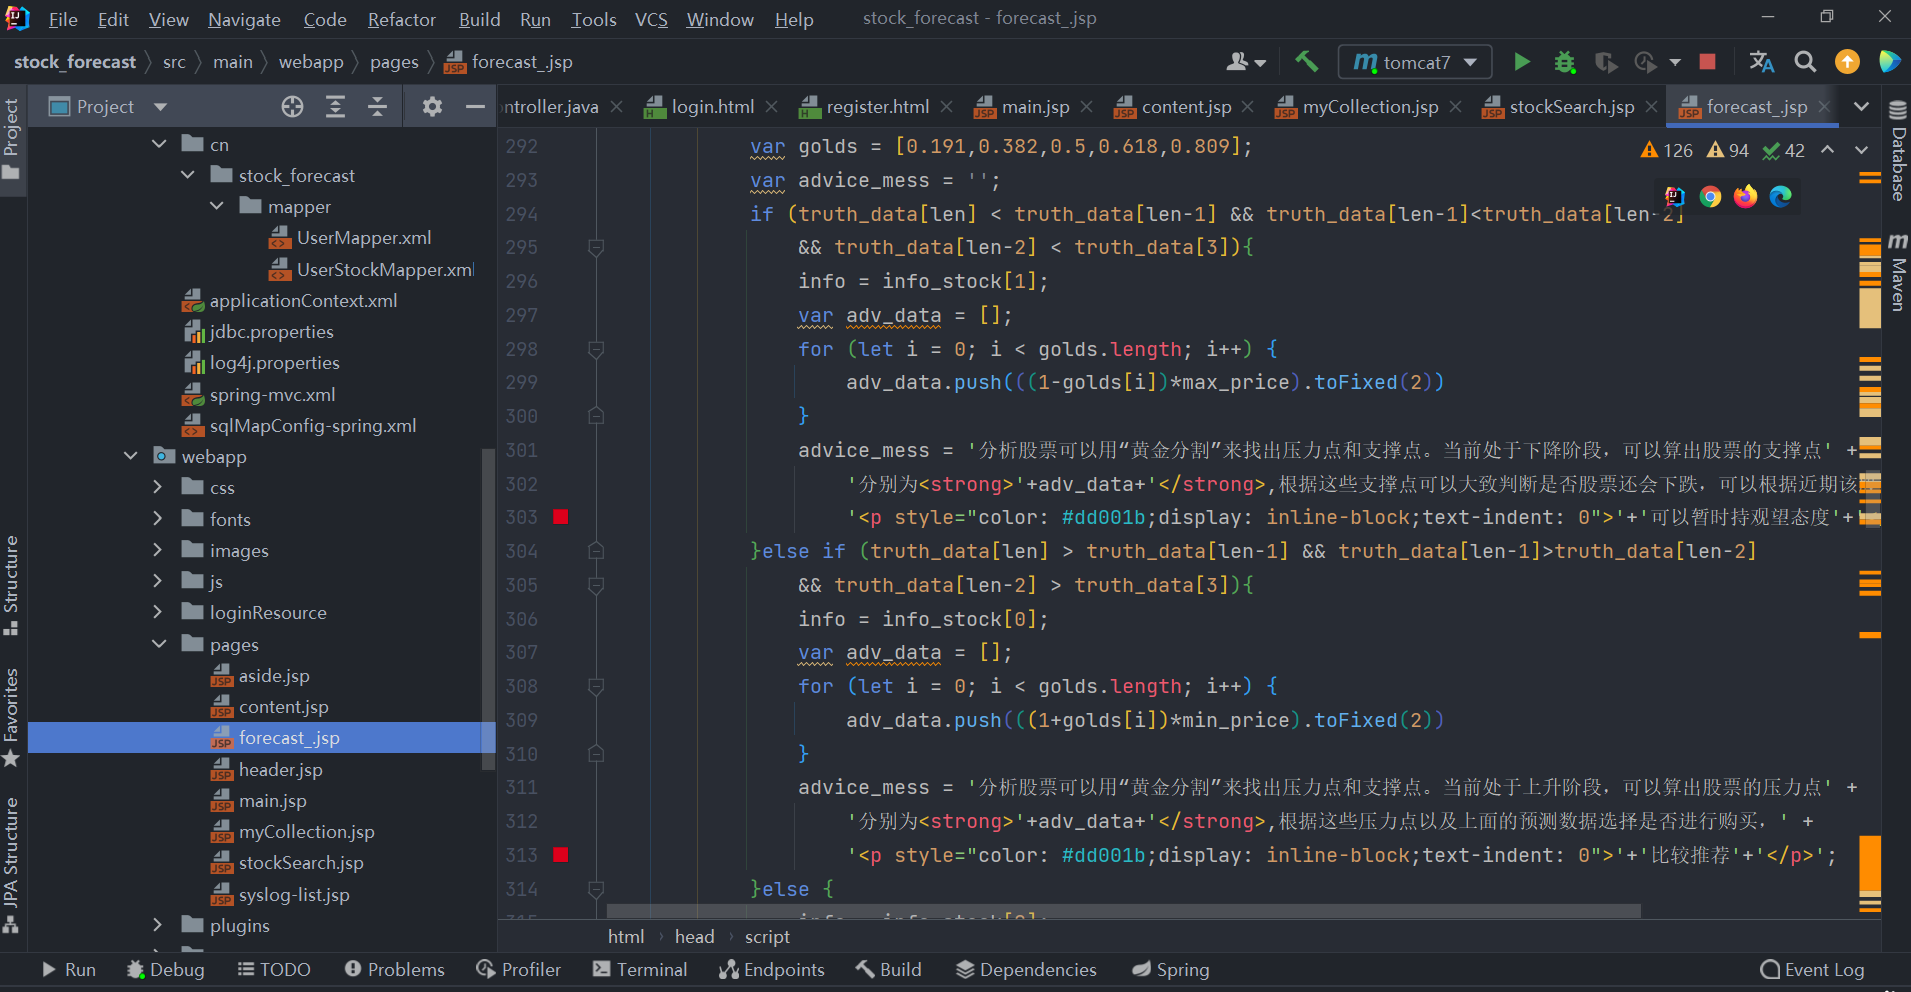 File Edit View Navigate Code Refactor Build Run Tools VCS Window Help stock_forecast - forecast_.jsp
stock_forecast src main webapp pages forecast_.jsp tomcat7
Project ontroller.java login.html register.html main.jsp content.jsp myCollection.jsp stockSearch.jsp forecast_.jsp
Project
Structure
Favorites
JPA Structure
cn
stock_forecast
mapper
UserMapper.xml
UserStockMapper.xml
applicationContext.xml
jdbc.properties
log4j.properties
spring-mvc.xml
sqlMapConfig-spring.xml
webapp
css
fonts
images
js
loginResource
pages
aside.jsp
content.jsp
forecast_.jsp
header.jsp
main.jsp
myCollection.jsp
stockSearch.jsp
syslog-list.jsp
plugins
126 94 42
292 var golds = [0.191,0.382,0.5,0.618,0.809];
293 var advice_mess = '';
294 if (truth_data[len] < truth_data[len-1] && truth_data[len-1]<truth_data[len-2]
295 && truth_data[len-2] < truth_data[3]){
296 info = info_stock[1];
297 var adv_data = [];
298 for (let i = 0; i < golds.length; i++) {
299 adv_data.push(((1-golds[i])*max_price).toFixed(2))
300 }
301 advice_mess = '分析股票可以用“黄金分割”来找出压力点和支撑点。当前处于下降阶段，可以算出股票的支撑点' +
302 '分别为<strong>'+adv_data+'</strong>,根据这些支撑点可以大致判断是否股票还会下跌，可以根据近期该
303 '<p style="color: #dd001b;display: inline-block;text-indent: 0">'+'可以暂时持观望态度'+'
304 }else if (truth_data[len] > truth_data[len-1] && truth_data[len-1]>truth_data[len-2]
305 && truth_data[len-2] > truth_data[3]){
306 info = info_stock[0];
307 var adv_data = [];
308 for (let i = 0; i < golds.length; i++) {
309 adv_data.push(((1+golds[i])*min_price).toFixed(2))
310 }
311 advice_mess = '分析股票可以用“黄金分割”来找出压力点和支撑点。当前处于上升阶段，可以算出股票的压力点' +
312 '分别为<strong>'+adv_data+'</strong>,根据这些压力点以及上面的预测数据选择是否进行购买，' +
313 '<p style="color: #dd001b;display: inline-block;text-indent: 0">'+'比较推荐'+'</p>';
314 }else {
html head script
Database
Maven
Run Debug TODO Problems Profiler Terminal Endpoints Build Dependencies Spring Event Log